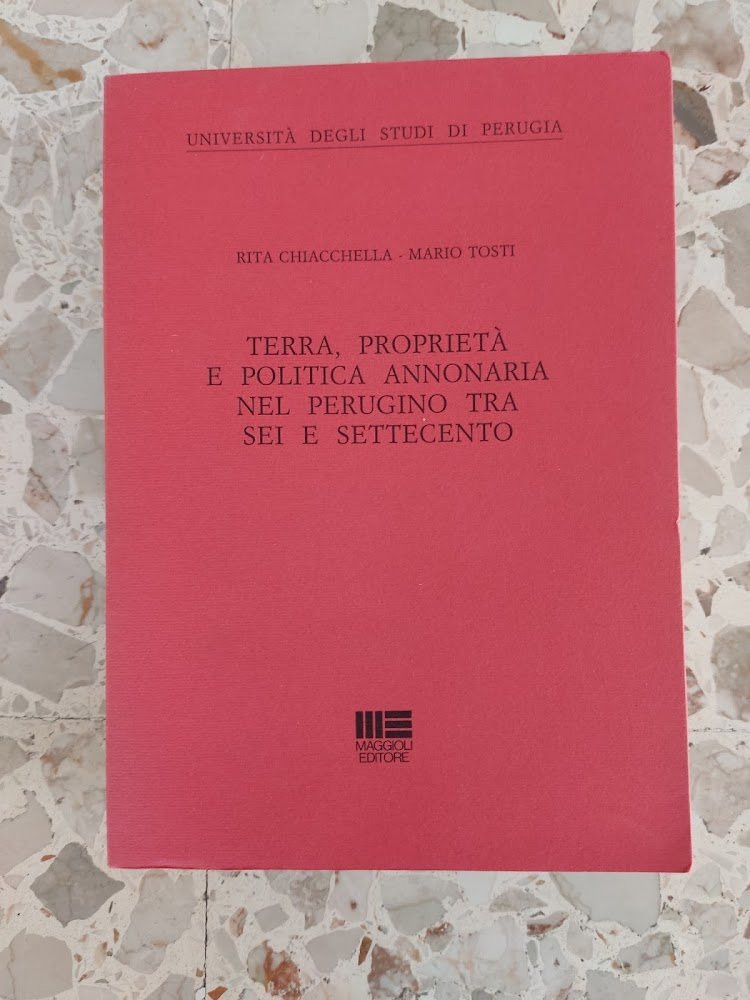 UNIVERSITÀ DEGLI STUDI DI PERUGIA
RITA CHIACCHELLA - MARIO TOSTI
TERRA, PROPRIETÀ
E POLITICA ANNONARIA
NEL PERUGINO TRA
SEI E SETTECENTO
MAGGIOLI
EDITORE